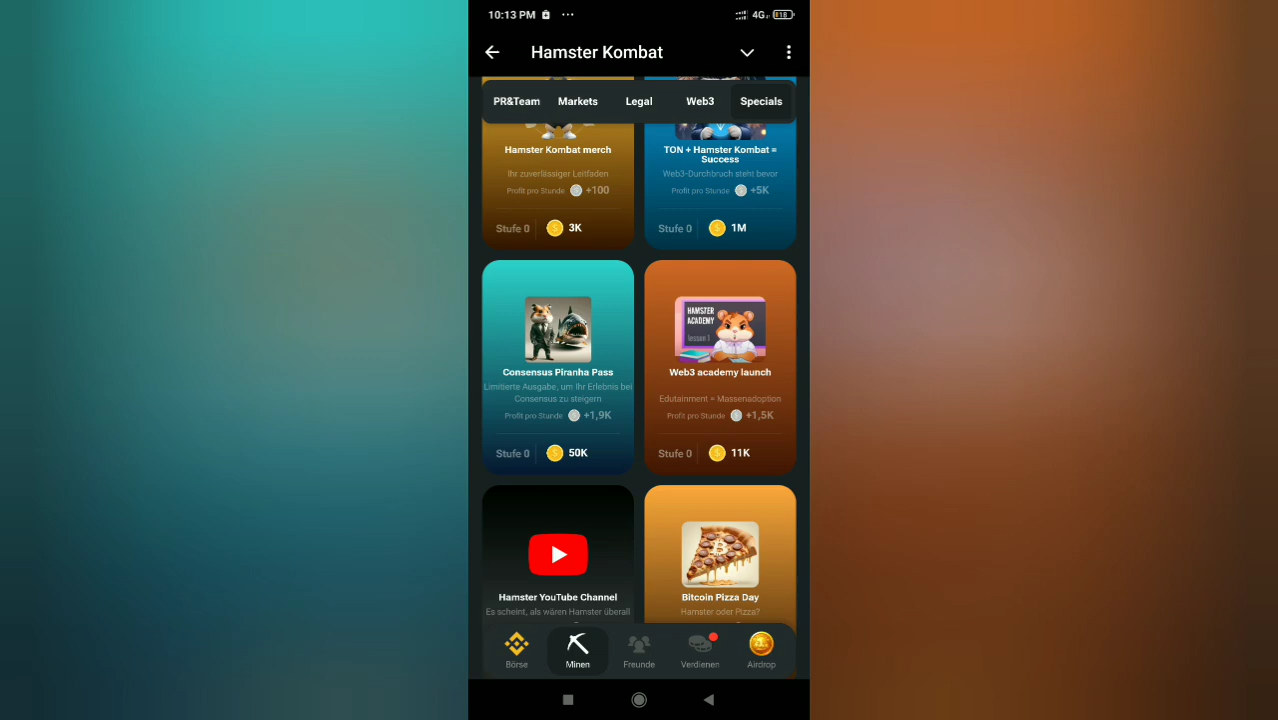 10:13 PM
4G
18
Hamster Kombat
PR&Team
Markets
Legal
Web3
Specials
Hamster Kombat merch
Ihr zuverlässiger Leitfaden
Profit pro Stunde +100
Stufe 0
3K
TON + Hamster Kombat =
Success
Web3-Durchbruch steht bevor
Profit pro Stunde +5K
Stufe 0
1M
Consensus Piranha Pass
Limitierte Ausgabe, um Ihr Erlebnis bei
Consensus zu steigern
Profit pro Stunde +1,9K
Stufe 0
50K
HAMSTER
ACADEMY
lesson 1
Web3 academy launch
Edutainment = Massenadoption
Profit pro Stunde +1,5K
Stufe 0
11K
Hamster YouTube Channel
Es scheint, als wären Hamster überall
Bitcoin Pizza Day
Hamster oder Pizza?
Börse
Minen
Freunde
Verdienen
Airdrop